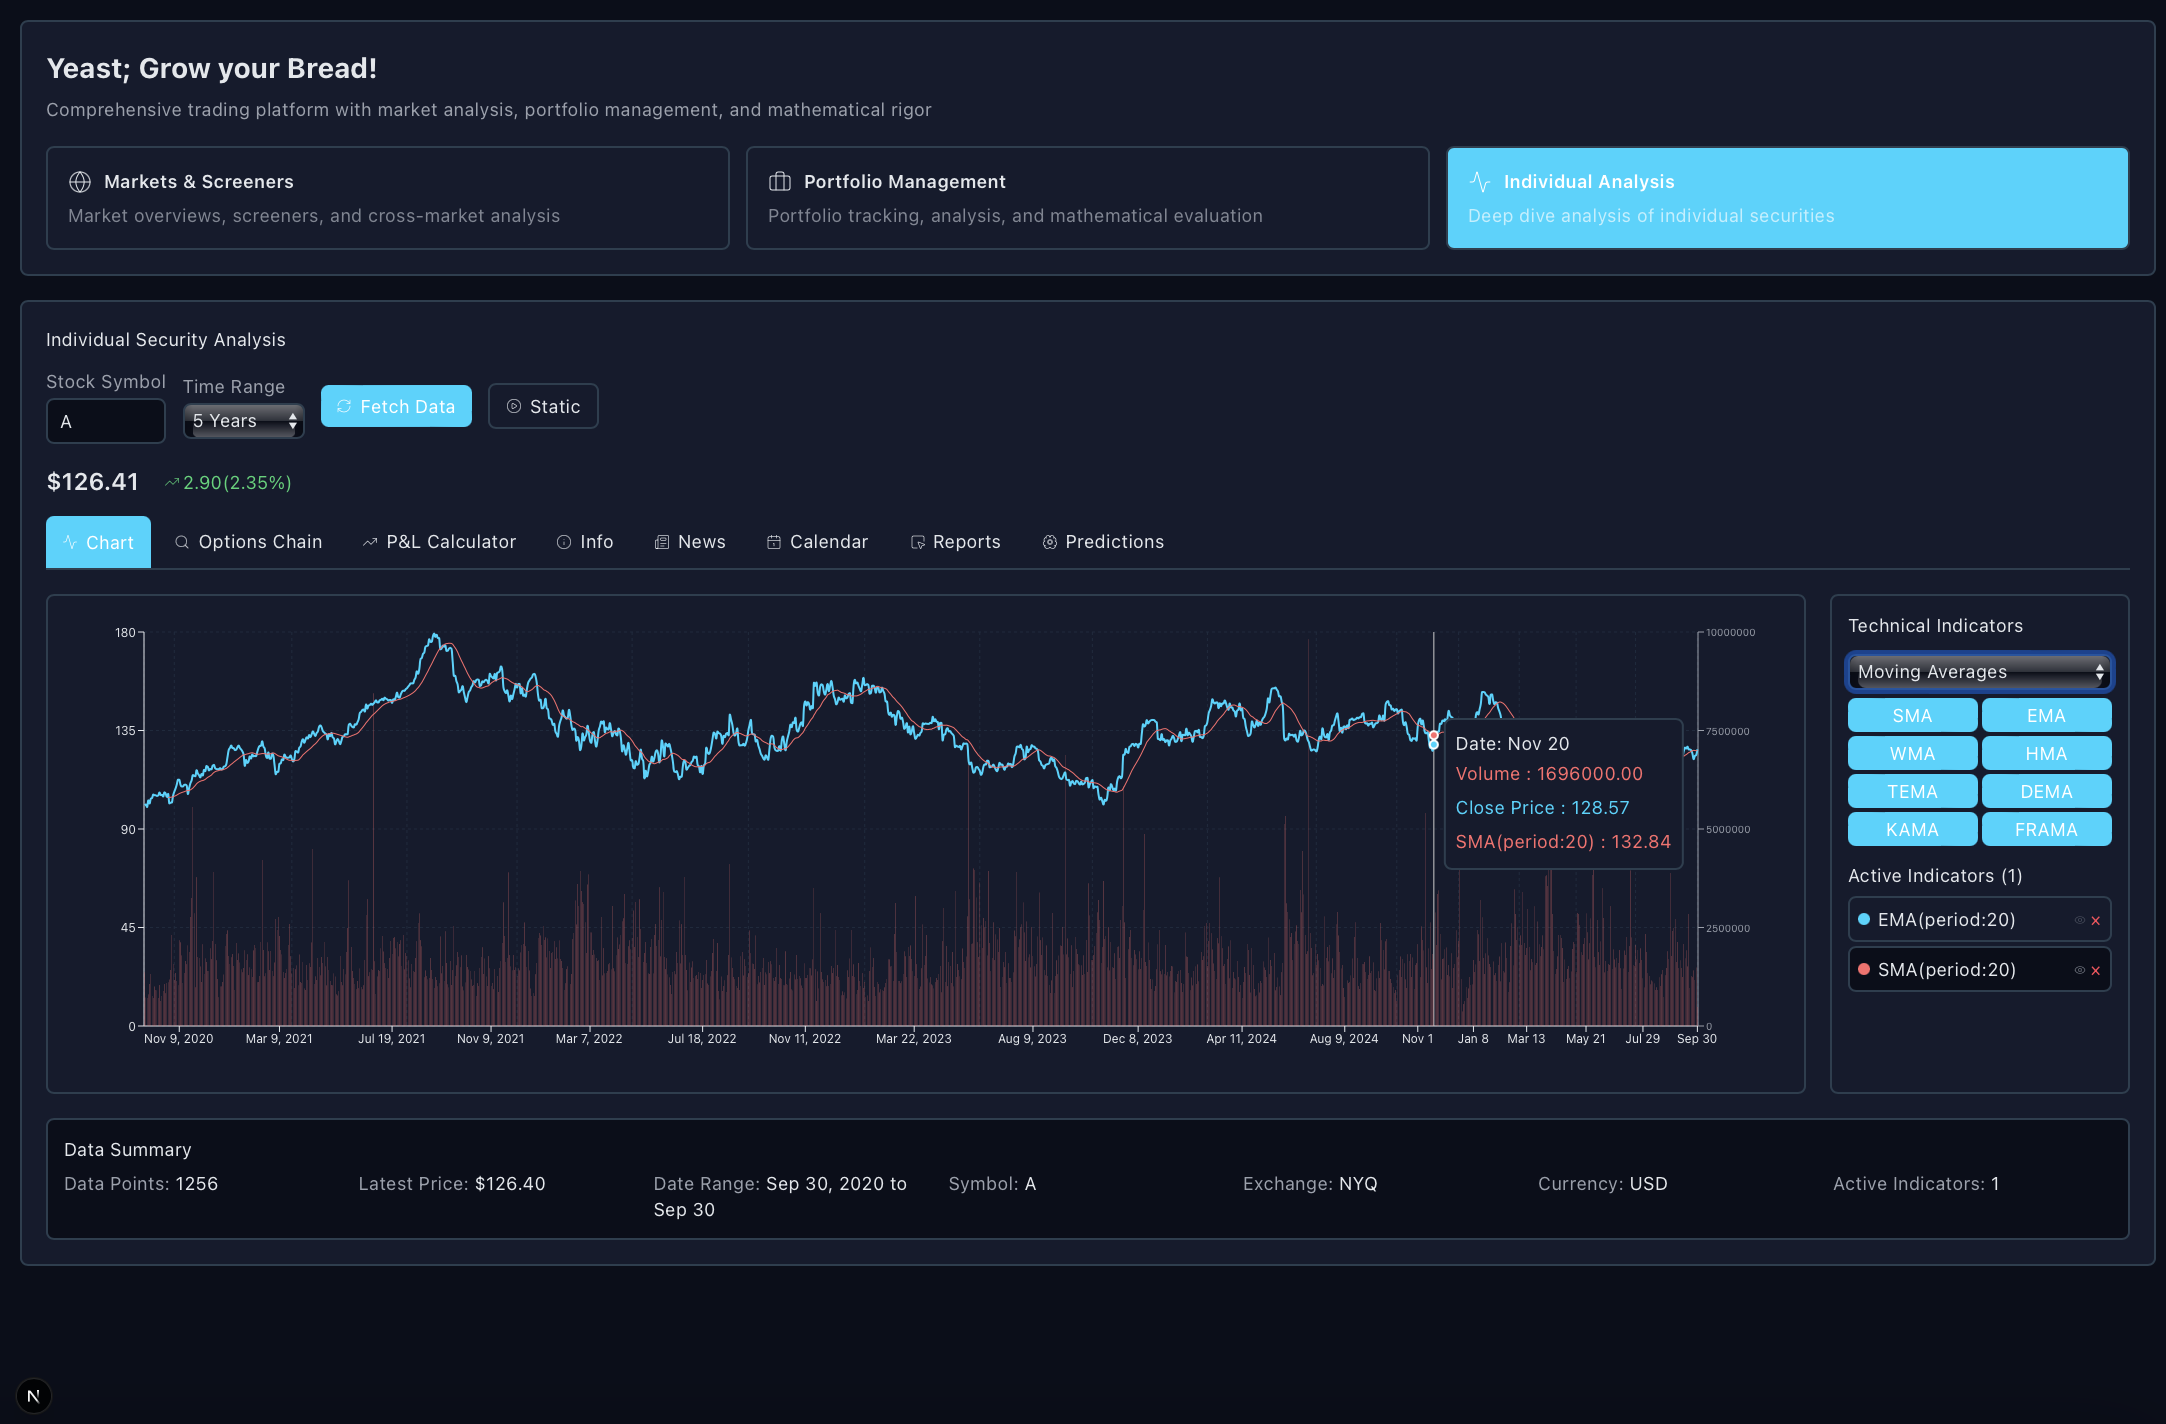 Yeast; Grow your Bread!
Comprehensive trading platform with market analysis, portfolio management, and mathematical rigor
Markets & Screeners
Market overviews, screeners, and cross-market analysis
Portfolio Management
Portfolio tracking, analysis, and mathematical evaluation
Individual Analysis
Deep dive analysis of individual securities
Individual Security Analysis
Stock Symbol
A
Time Range
5 Years
Fetch Data
Static
$126.41
2.90(2.35%)
Chart
Options Chain
P&L Calculator
Info
News
Calendar
Reports
Predictions
180
135
90
45
0
10000000
7500000
5000000
2500000
0
Nov 9, 2020
Mar 9, 2021
Jul 19, 2021
Nov 9, 2021
Mar 7, 2022
Jul 18, 2022
Nov 11, 2022
Mar 22, 2023
Aug 9, 2023
Dec 8, 2023
Apr 11, 2024
Aug 9, 2024
Nov 1
Jan 8
Mar 13
May 21
Jul 29
Sep 30
Date: Nov 20
Volume : 1696000.00
Close Price : 128.57
SMA(period:20) : 132.84
Technical Indicators
Moving Averages
SMA
EMA
WMA
HMA
TEMA
DEMA
KAMA
FRAMA
Active Indicators (1)
EMA(period:20)
SMA(period:20)
Data Summary
Data Points: 1256
Latest Price: $126.40
Date Range: Sep 30, 2020 to
Sep 30
Symbol: A
Exchange: NYQ
Currency: USD
Active Indicators: 1
N